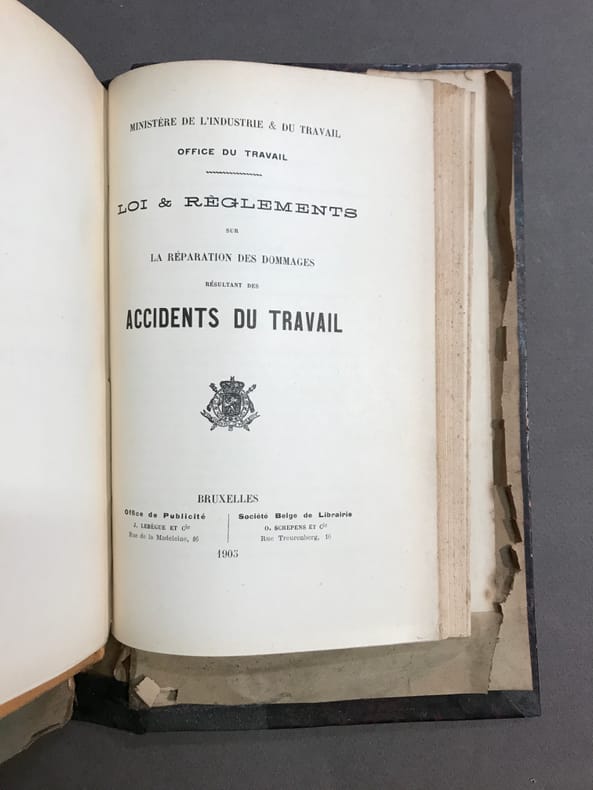 MINISTÈRE DE L'INDUSTRIE & DU TRAVAIL
OFFICE DU TRAVAIL
LOI & RÈGLEMENTS
SUR
LA RÉPARATION DES DOMMAGES
RÉSULTANT DES
ACCIDENTS DU TRAVAIL
BRUXELLES
Office de Publicité
J. LEBÈGUE ET Cie
Rue de la Madeleine, 46
Société Belge de Librairie
O. SCHEPENS ET Cie
Rue Treurenberg, 16
1905